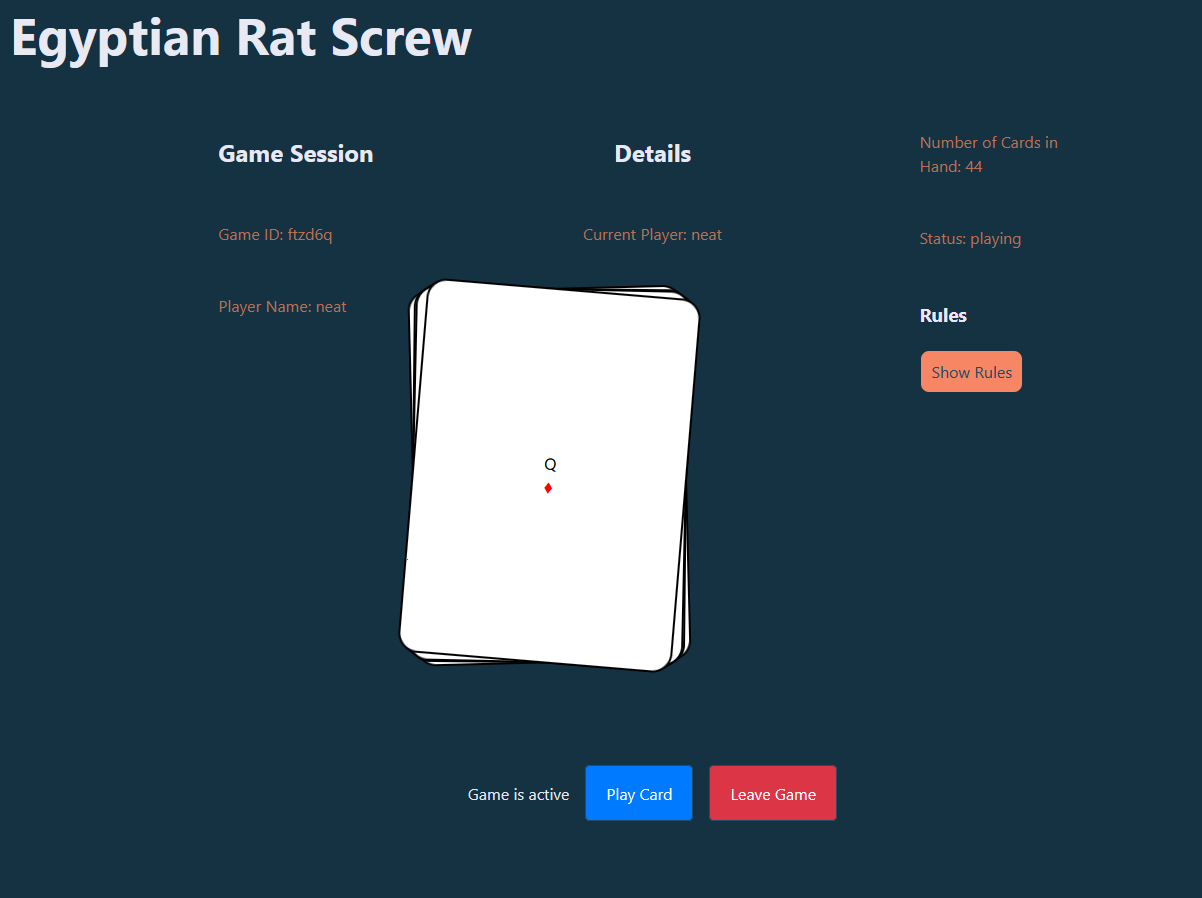 Egyptian Rat Screw
Game Session
Details
Number of Cards in
Hand: 44
Game ID: ftzd6q
Current Player: neat
Status: playing
Player Name: neat
Rules
Show Rules
Q
♦
Game is active
Play Card
Leave Game